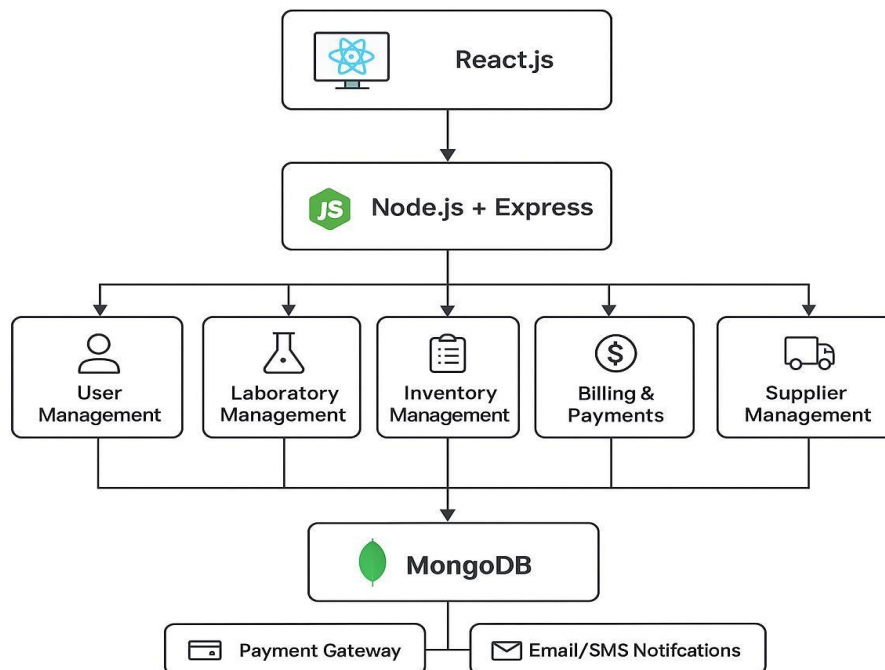 React.js
JS
Node.js + Express
User
Management
Laboratory
Management
Inventory
Management
$
Billing &
Payments
Supplier
Management
MongoDB
Payment Gateway
Email/SMS Notifcations